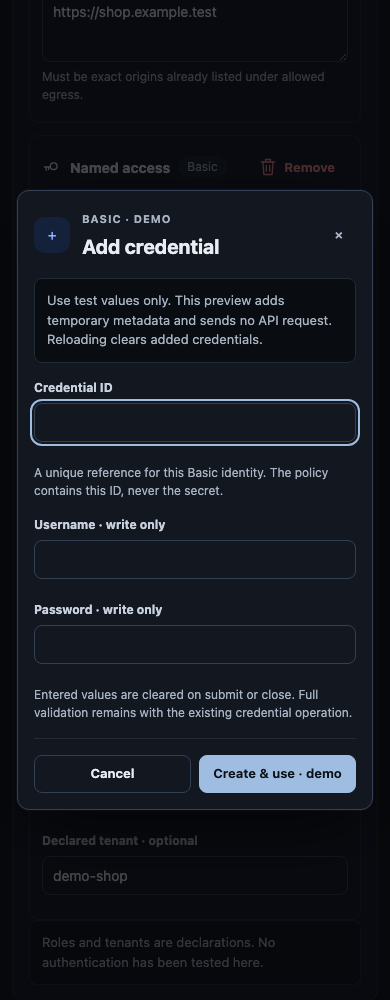 https://shop.example.test
Must be exact origins already listed under allowed
egress.
Named access Basic Remove
+
BASIC · DEMO
Add credential
×
Use test values only. This preview adds
temporary metadata and sends no API request.
Reloading clears added credentials.
Credential ID
A unique reference for this Basic identity. The policy
contains this ID, never the secret.
Username · write only
Password · write only
Entered values are cleared on submit or close. Full
validation remains with the existing credential operation.
Cancel Create & use · demo
Declared tenant · optional
demo-shop
Roles and tenants are declarations. No
authentication has been tested here.